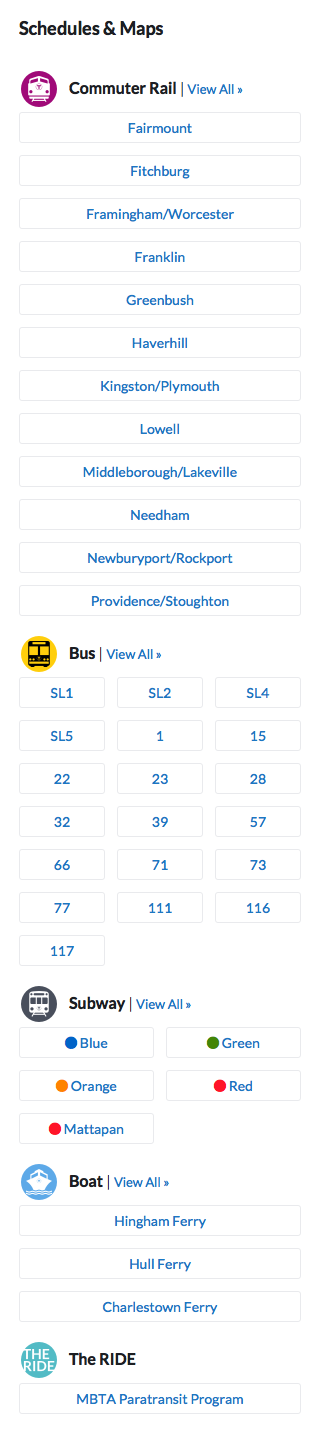 Schedules & Maps
Commuter Rail | View All »
Fairmount
Fitchburg
Framingham/Worcester
Franklin
Greenbush
Haverhill
Kingston/Plymouth
Lowell
Middleborough/Lakeville
Needham
Newburyport/Rockport
Providence/Stoughton
Bus | View All »
SL1 SL2 SL4
SL5 1 15
22 23 28
32 39 57
66 71 73
77 111 116
117
Subway | View All »
Blue Green
Orange Red
Mattapan
Boat | View All »
Hingham Ferry
Hull Ferry
Charlestown Ferry
THE
RIDE
The RIDE
MBTA Paratransit Program